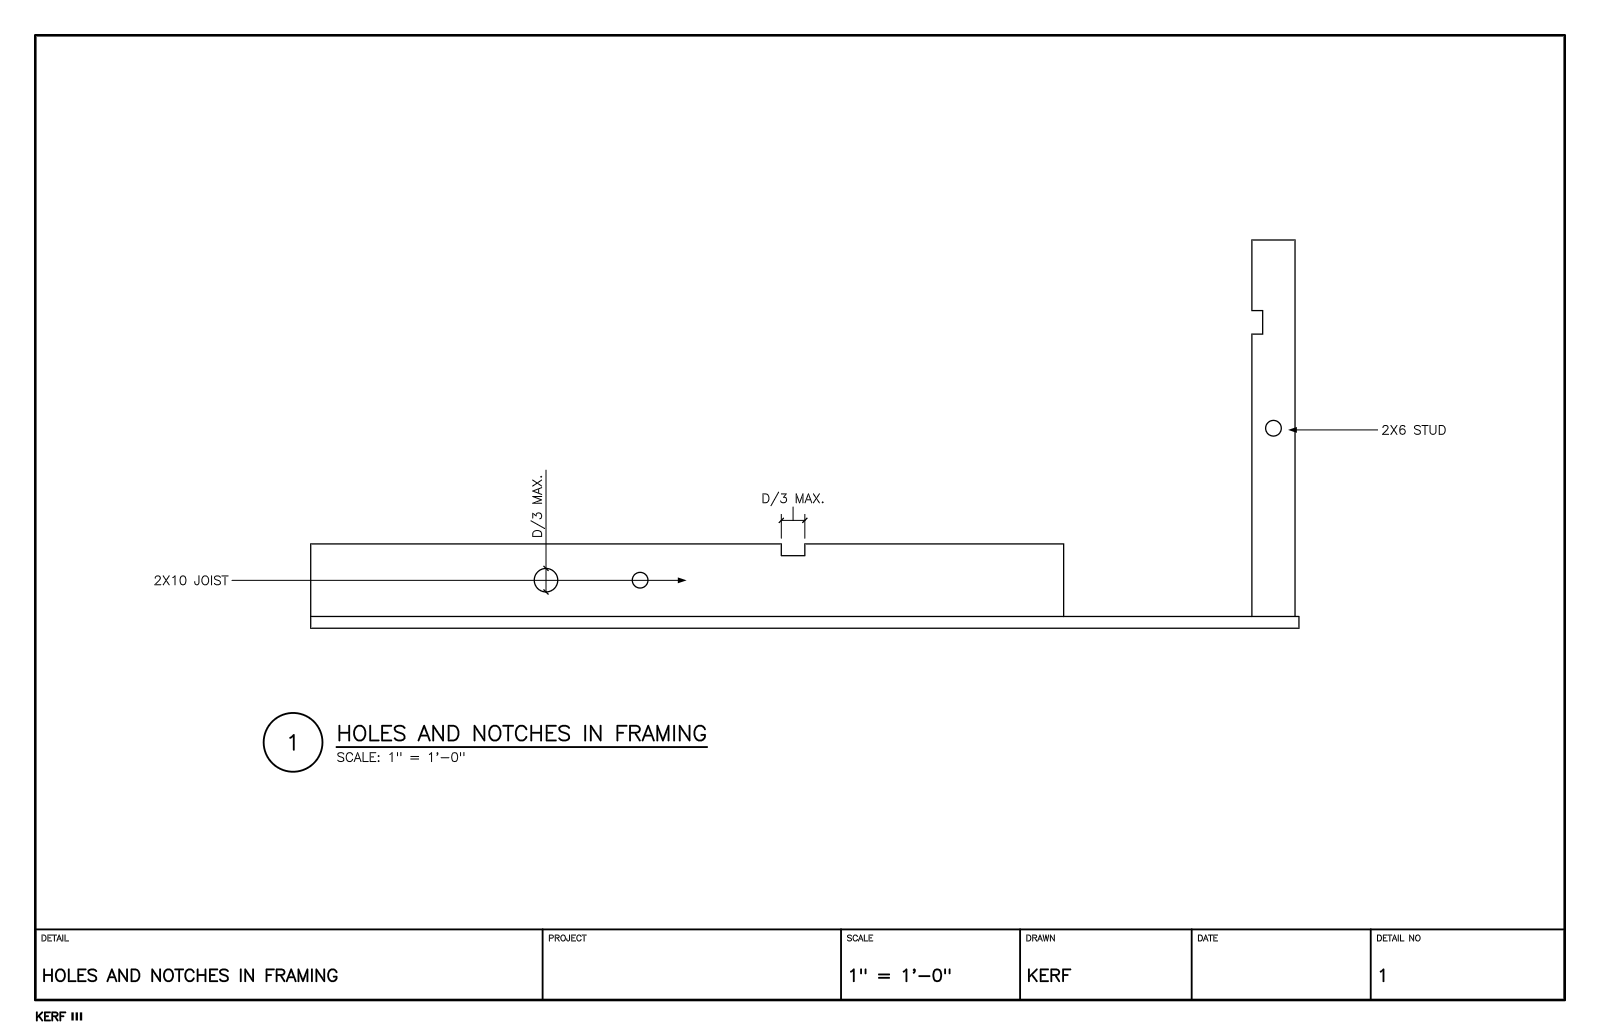 2X6 STUD
D/3 MAX.
D/3 MAX.
2X10 JOIST
1
HOLES AND NOTCHES IN FRAMING
SCALE: 1" = 1'-0"
DETAIL
PROJECT
SCALE
DRAWN
DATE
DETAIL NO
HOLES AND NOTCHES IN FRAMING
1" = 1'-0"
KERF
1
KERF III